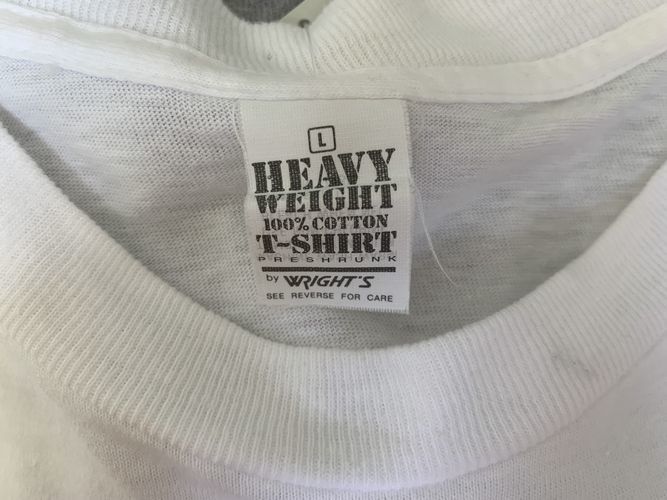 L
HEAVY
WEIGHT
100% COTTON
T-SHIRT
PRESHRUNK
by WRIGHT'S
SEE REVERSE FOR CARE